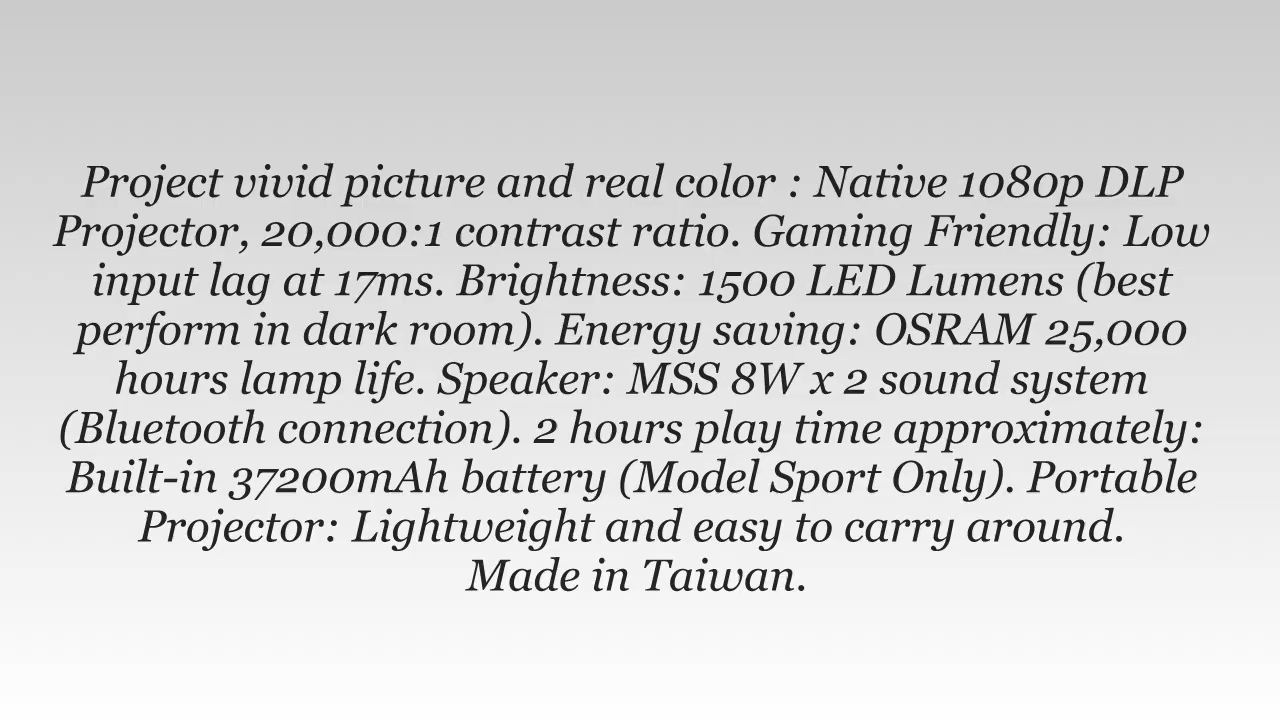 Project vivid picture and real color : Native 1080p DLP
Projector, 20,000:1 contrast ratio. Gaming Friendly: Low
input lag at 17ms. Brightness: 1500 LED Lumens (best
perform in dark room). Energy saving: OSRAM 25,000
hours lamp life. Speaker: MSS 8W x 2 sound system
(Bluetooth connection). 2 hours play time approximately:
Built-in 37200mAh battery (Model Sport Only). Portable
Projector: Lightweight and easy to carry around.
Made in Taiwan.